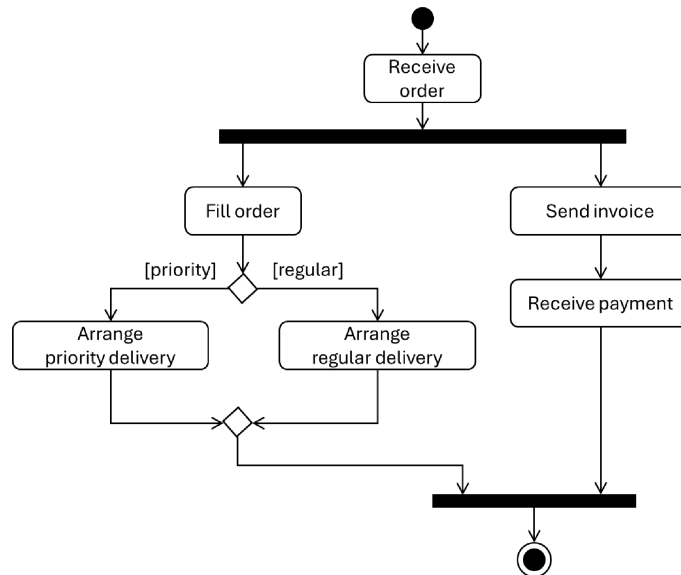 Receive
order
Fill order
Send invoice
[priority]
[regular]
Receive payment
Arrange
priority delivery
Arrange
regular delivery